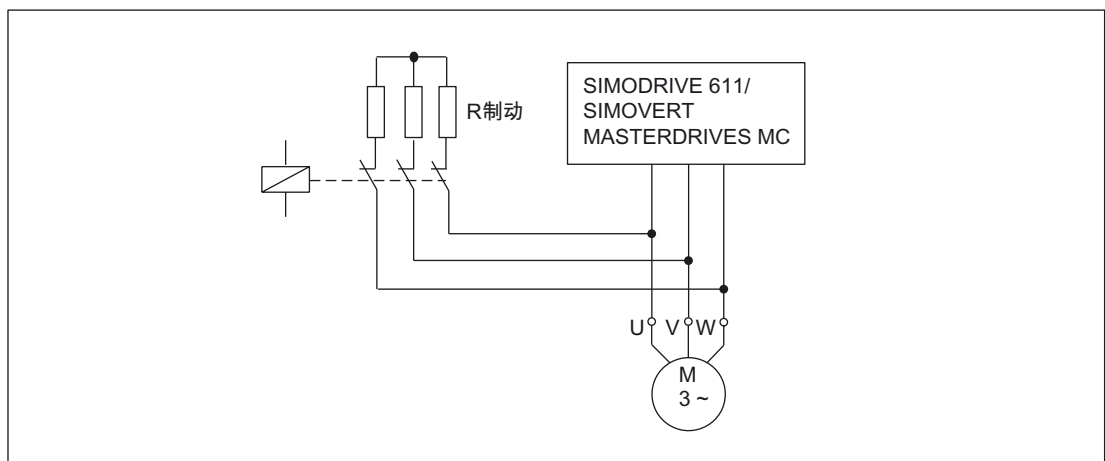 R制动
SIMODRIVE 611/
SIMOVERT
MASTERDRIVES MC
U
V
W
M
3 ~